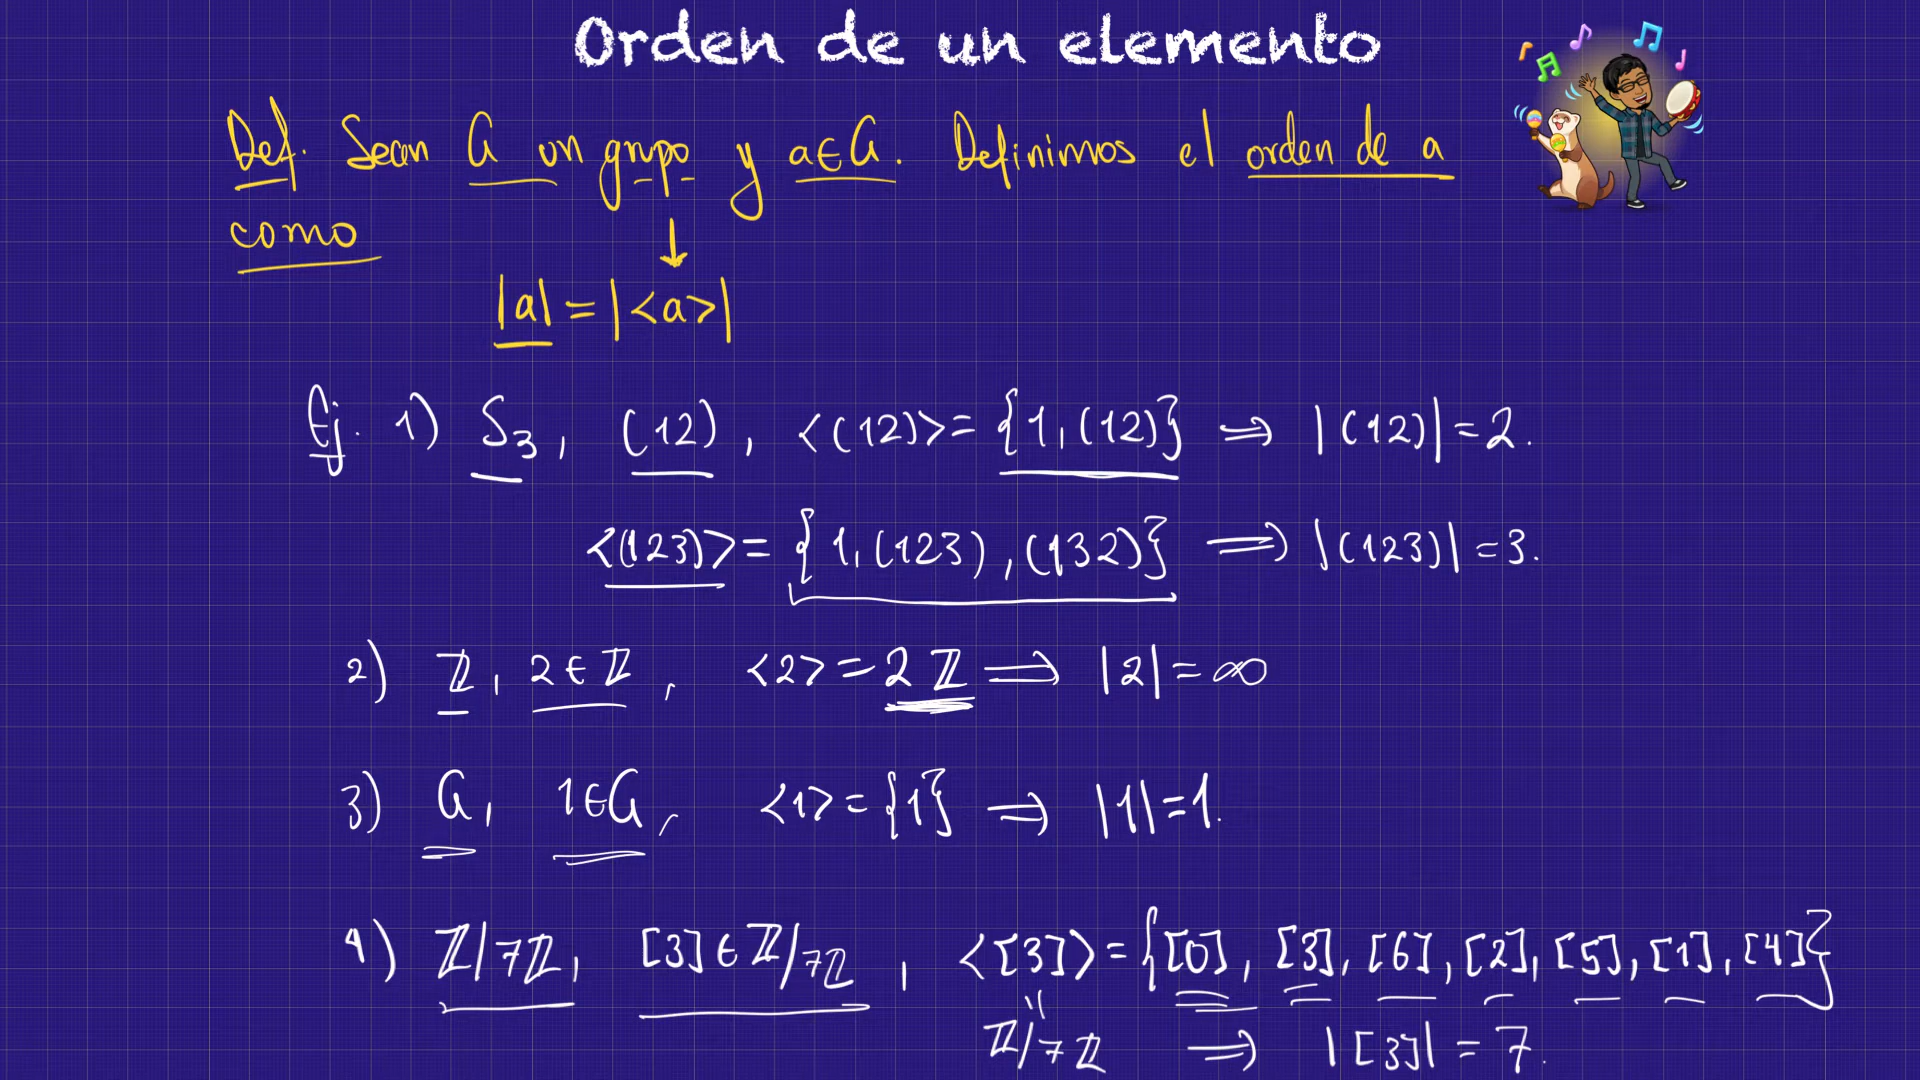 Orden de un elemento
Def. Sean G un grupo y a∈G. Definimos el orden de a
como
|a| = |<a>|
Ej. 1) S₃, (12), <(12)> = {1,(12)} ⇒ |(12)| = 2.
<(123)> = {1,(123),(132)} ⟹ |(123)| = 3.
2) ℤ, 2∈ℤ, <2> = 2ℤ ⟹ |2| = ∞
3) G, 1∈G, <1> = {1} ⟹ |1| = 1.
4) ℤ/7ℤ, [3]∈ℤ/7ℤ, <[3]> = {[0], [3], [6], [2], [5], [1], [4]}
=
ℤ/7ℤ ⟹ |[3]| = 7.